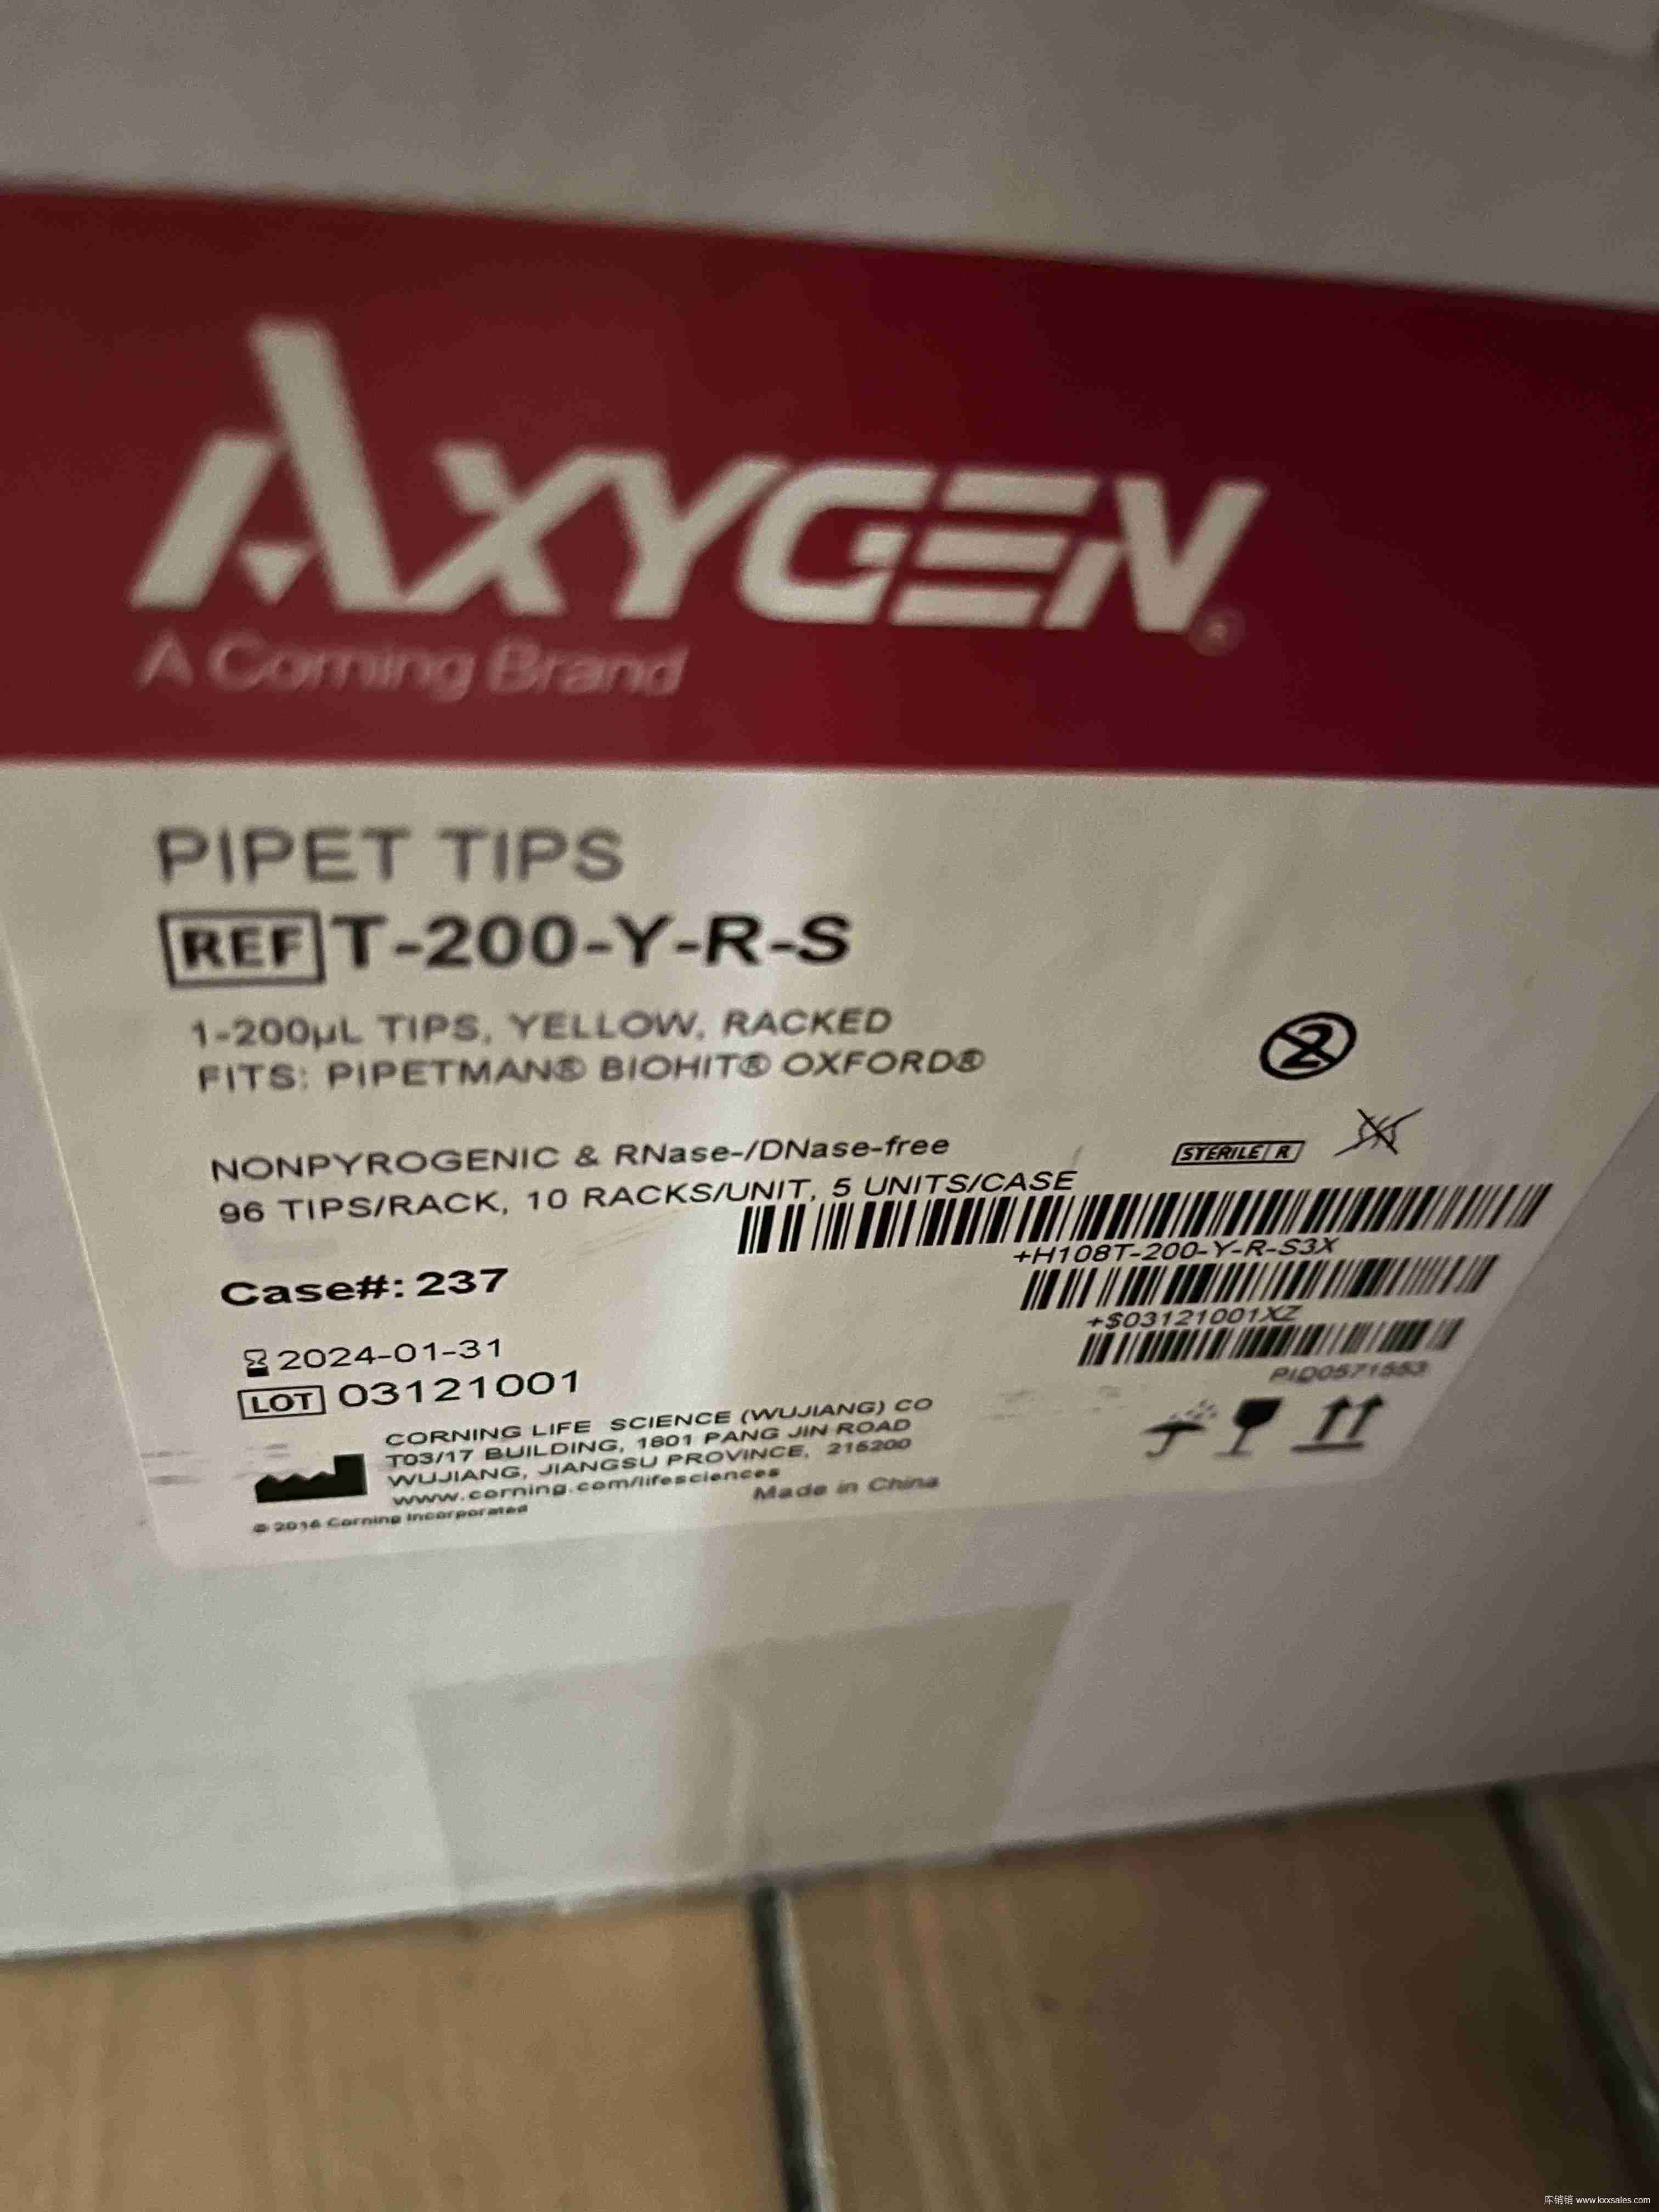 AXYGEN®
A Corning Brand
PIPET TIPS
REF T-200-Y-R-S
1-200µL TIPS, YELLOW, RACKED
FITS: PIPETMAN® BIOHIT® OXFORD®
2
NONPYROGENIC & RNase-/DNase-free
STERILE R
96 TIPS/RACK, 10 RACKS/UNIT, 5 UNITS/CASE
+H108T-200-Y-R-S3X
Case#: 237
+$03121001XZ
2024-01-31
PID0571553
LOT 03121001
CORNING LIFE SCIENCE (WUJIANG) CO
T03/17 BUILDING, 1801 PANG JIN ROAD
WUJIANG, JIANGSU PROVINCE, 215200
www.corning.com/lifesciences
Made in China
© 2016 Corning Incorporated
库销销 www.kxxsales.com